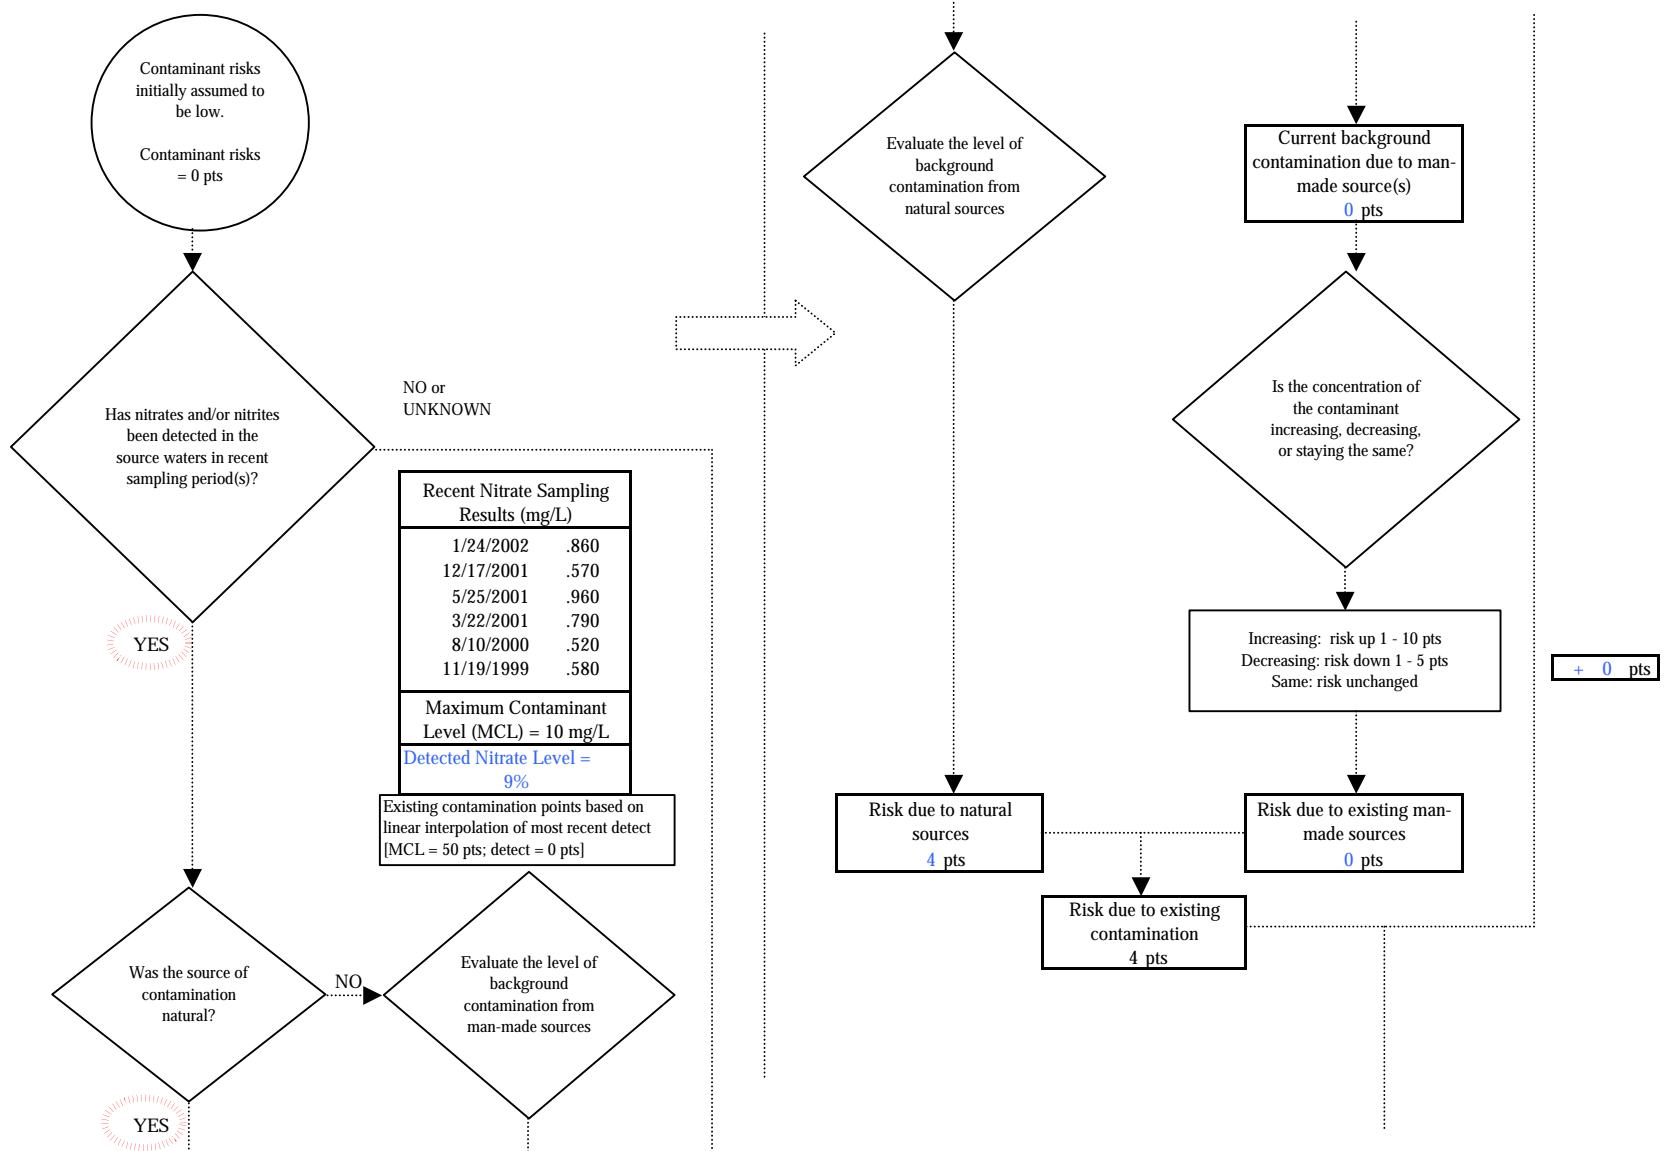 Contaminant risks
initially assumed to
be low.
Contaminant risks
= 0 pts
Has nitrates and/or nitrites
been detected in the
source waters in recent
sampling period(s)?
NO or
UNKNOWN
YES
Recent Nitrate Sampling
Results (mg/L)
1/24/2002 .860
12/17/2001 .570
5/25/2001 .960
3/22/2001 .790
8/10/2000 .520
11/19/1999 .580
Maximum Contaminant
Level (MCL) = 10 mg/L
Detected Nitrate Level =
9%
Existing contamination points based on
linear interpolation of most recent detect
[MCL = 50 pts; detect = 0 pts]
Was the source of
contamination
natural?
NO
YES
Evaluate the level of
background
contamination from
man-made sources
Evaluate the level of
background
contamination from
natural sources
Current background
contamination due to man-
made source(s)
0 pts
Is the concentration of
the contaminant
increasing, decreasing,
or staying the same?
Increasing: risk up 1 - 10 pts
Decreasing: risk down 1 - 5 pts
Same: risk unchanged
+ 0 pts
Risk due to natural
sources
4 pts
Risk due to existing man-
made sources
0 pts
Risk due to existing
contamination
4 pts